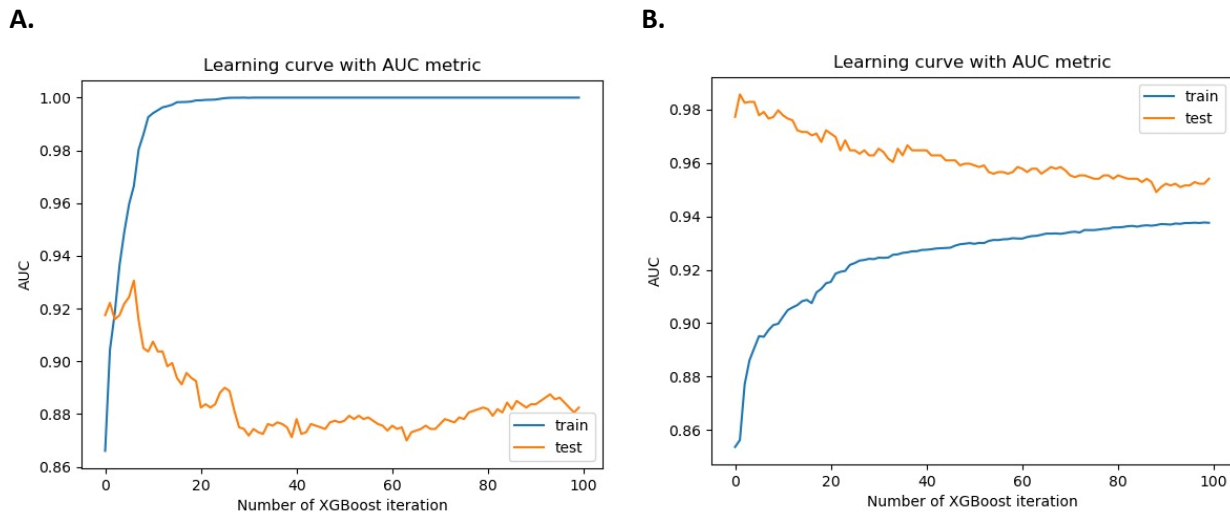 A.
Learning curve with AUC metric
1.00
0.98
0.96
0.94
0.92
0.90
0.88
0.86
AUC
train
test
0
20
40
60
80
100
Number of XGBoost iteration
B.
Learning curve with AUC metric
0.98
0.96
0.94
0.92
0.90
0.88
0.86
AUC
train
test
0
20
40
60
80
100
Number of XGBoost iteration